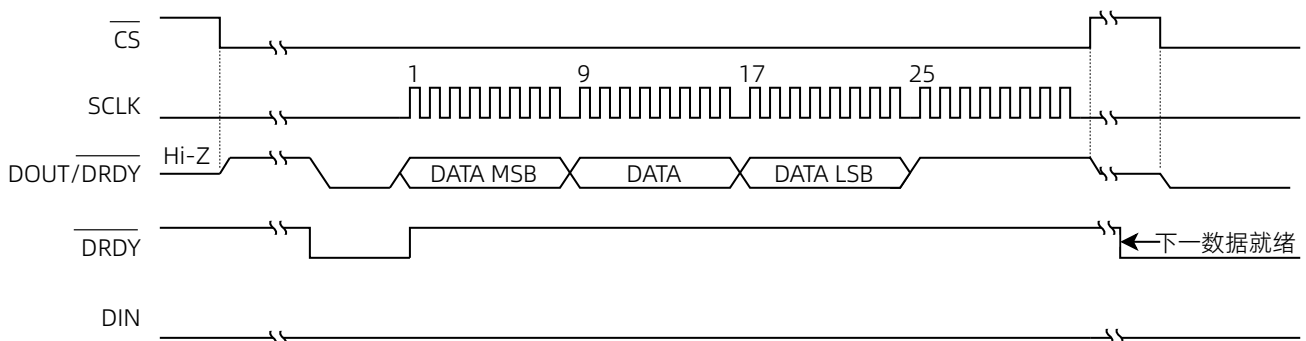 CS
1 9 17 25
SCLK
Hi-Z
DOUT/DRDY
DATA MSB DATA DATA LSB
DRDY
下一数据就绪
DIN